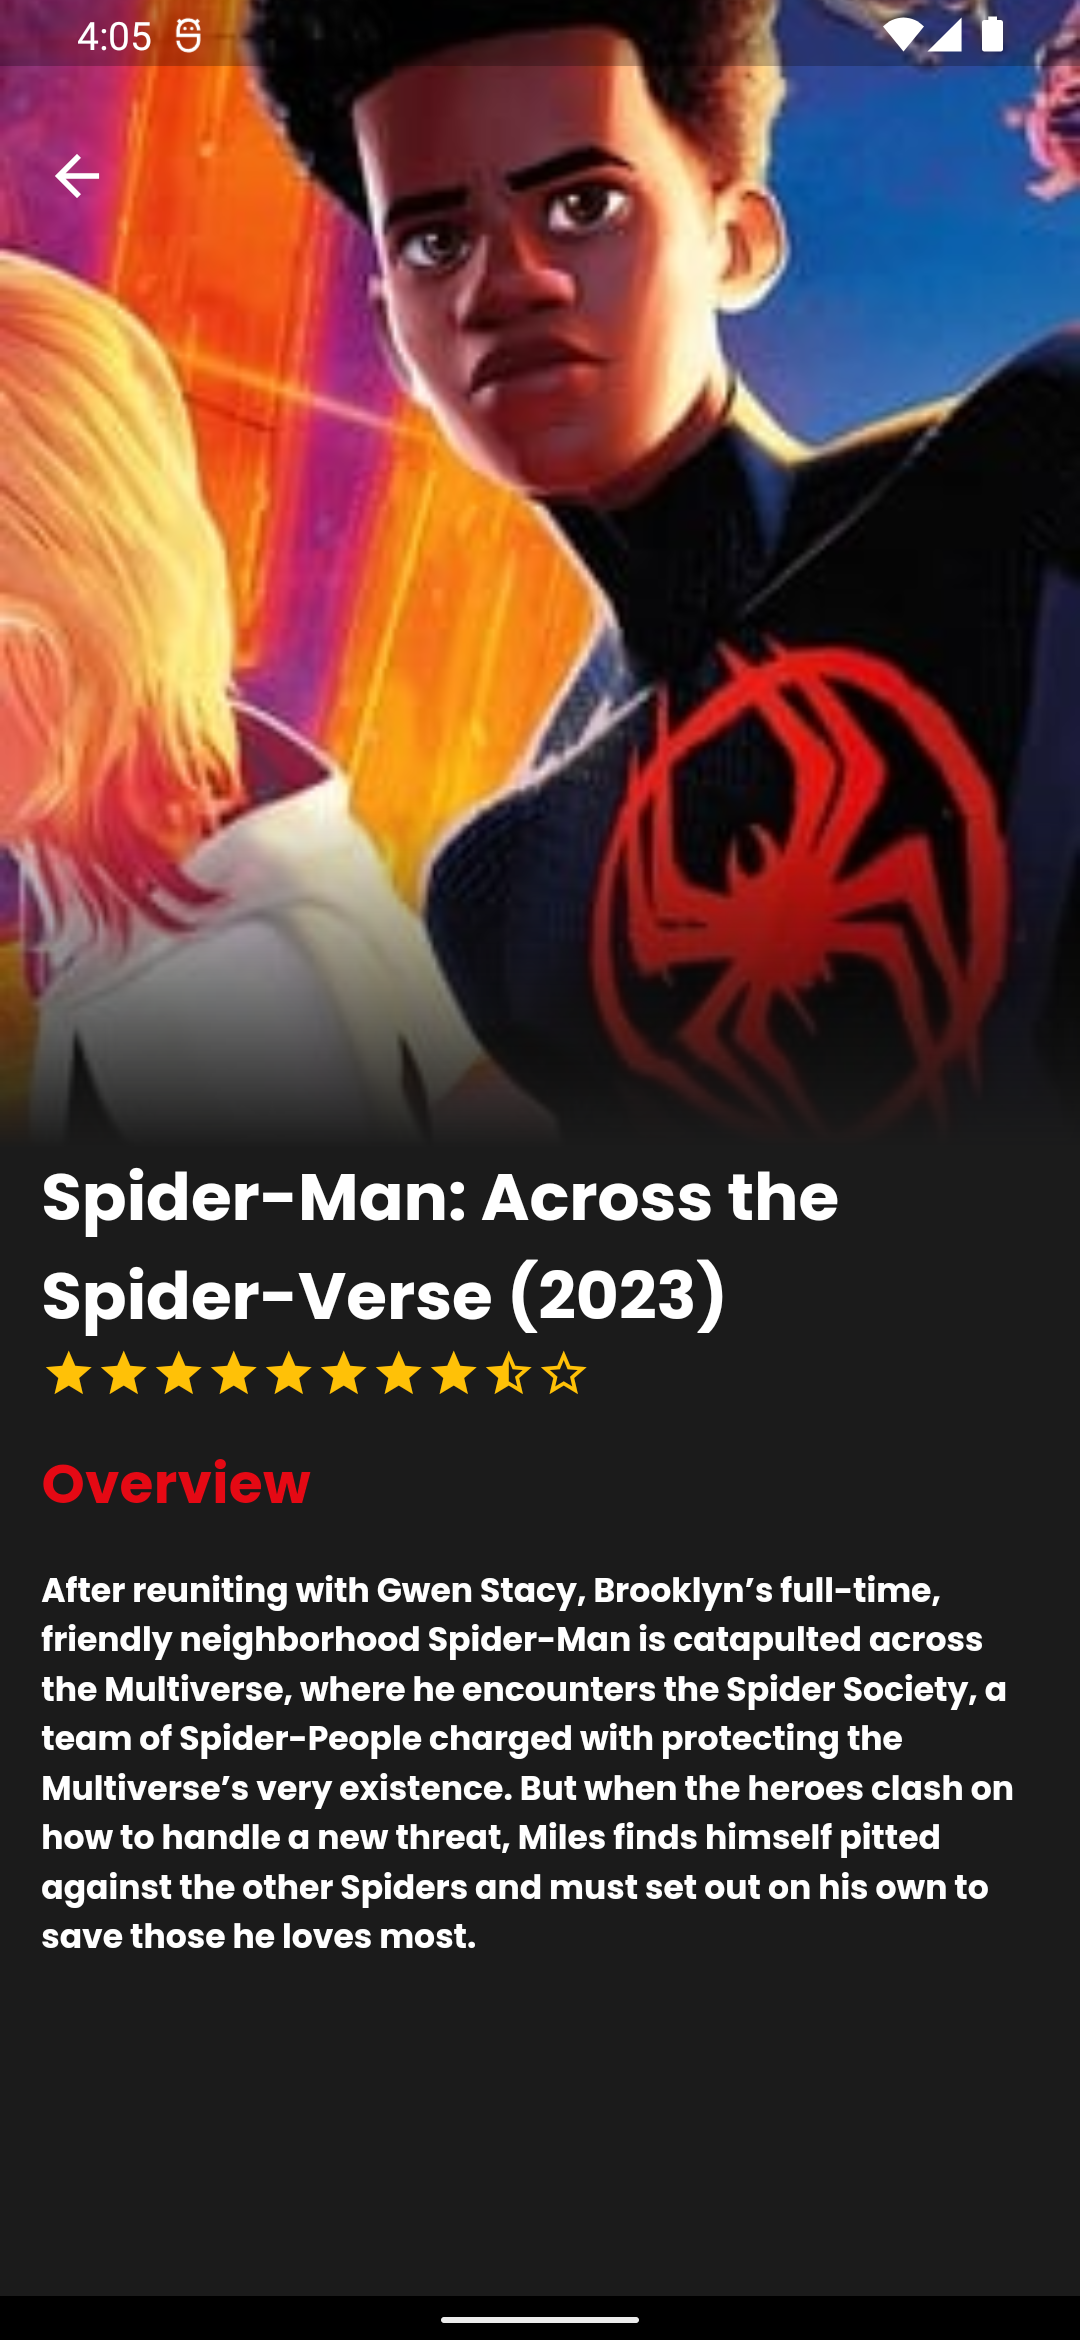 4:05
Spider-Man: Across the
Spider-Verse (2023)
Overview
After reuniting with Gwen Stacy, Brooklyn’s full-time,
friendly neighborhood Spider-Man is catapulted across
the Multiverse, where he encounters the Spider Society, a
team of Spider-People charged with protecting the
Multiverse’s very existence. But when the heroes clash on
how to handle a new threat, Miles finds himself pitted
against the other Spiders and must set out on his own to
save those he loves most.